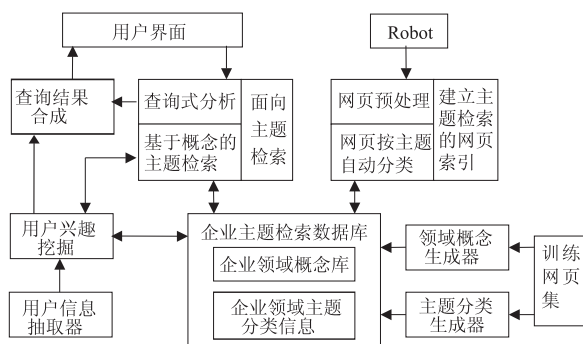 用户界面
Robot
查询结果
合成
查询式分析
基于概念的
主题检索
面向
主题
检索
网页预处理
网页按主题
自动分类
建立主
题检索
的网页
索引
用户兴趣
挖掘
企业主题检索数据库
企业领域概念库
企业领域主题
分类信息
领域概念
生成器
主题分类
生成器
训练
网页
集
用户信息
抽取器